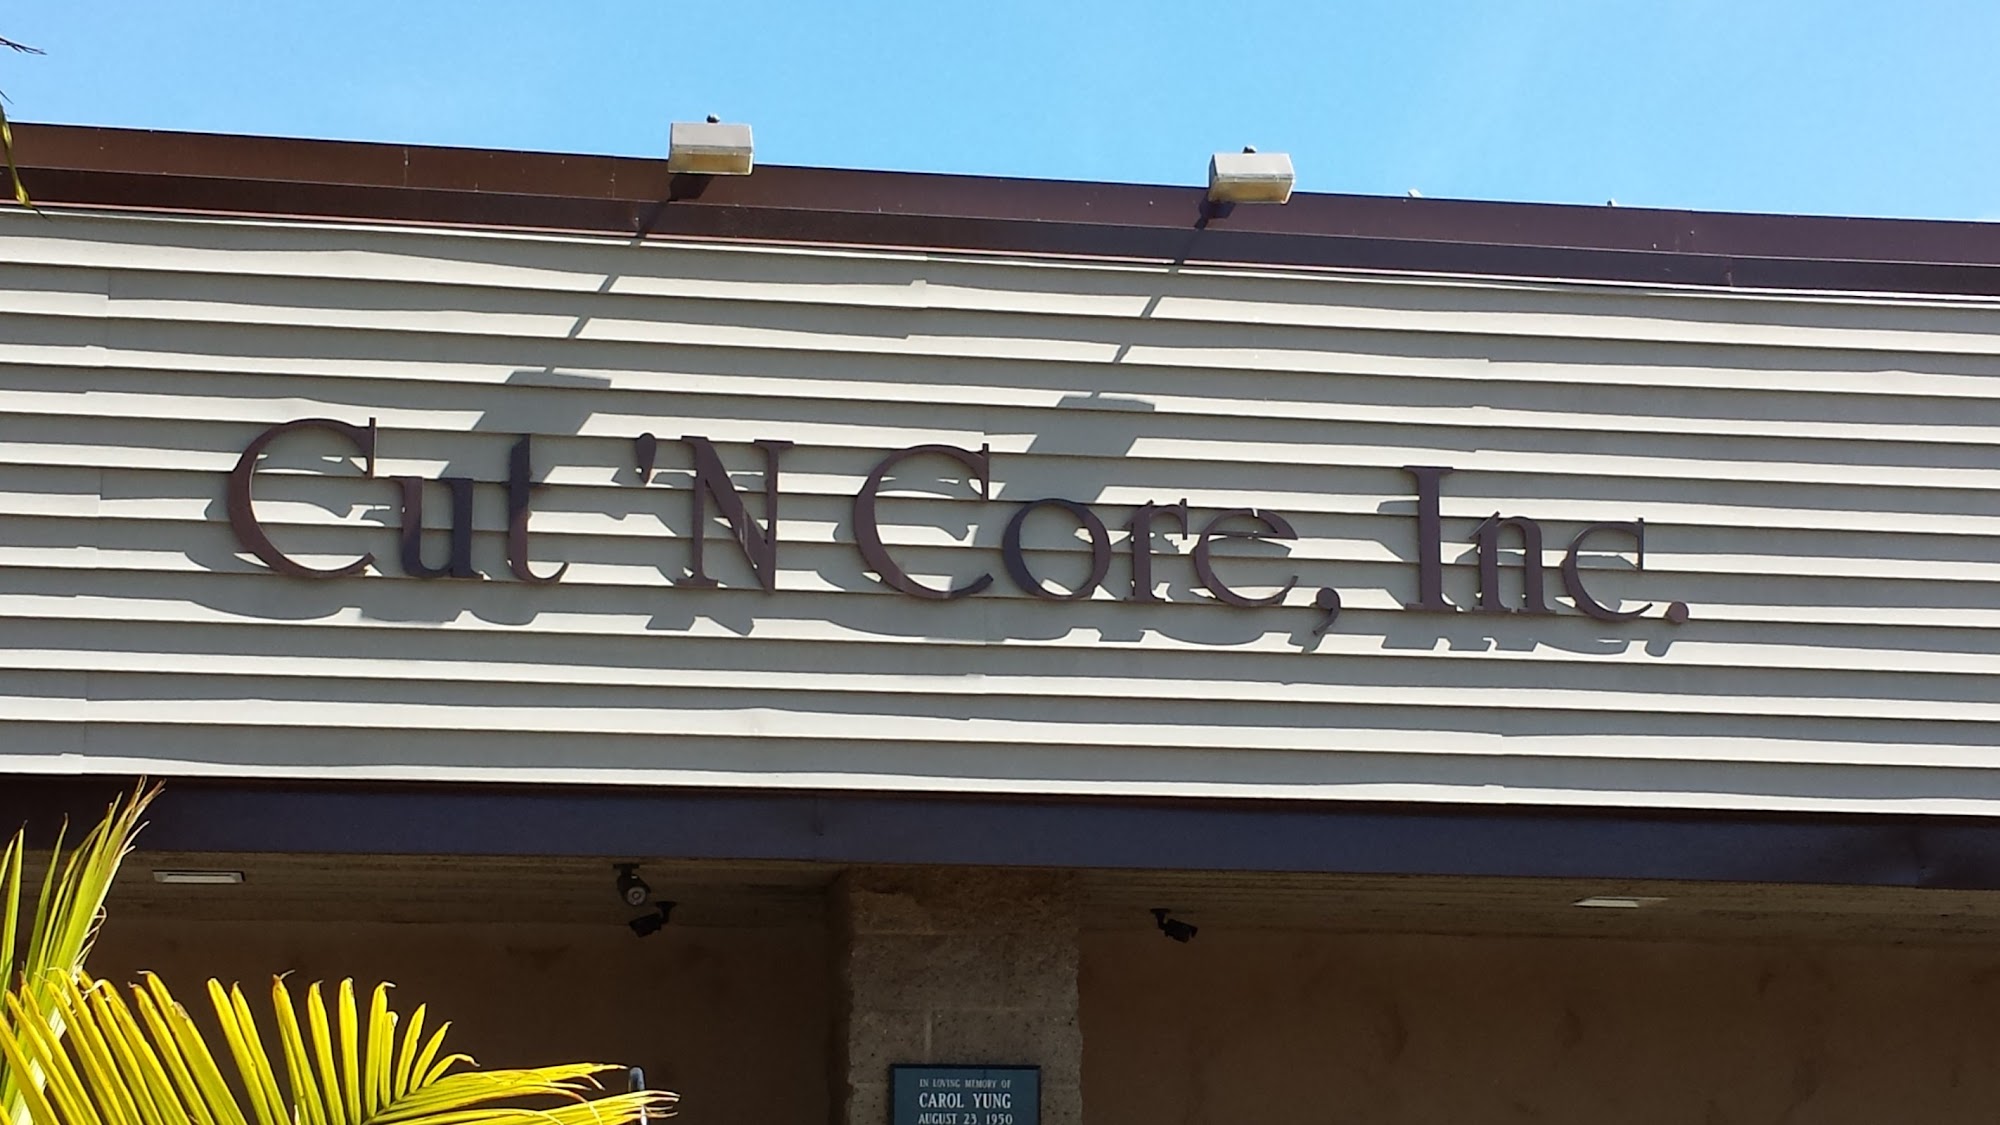 Cut 'N Core, Inc.
IN LOVING MEMORY OF
CAROL YUNG
AUGUST 23, 1950